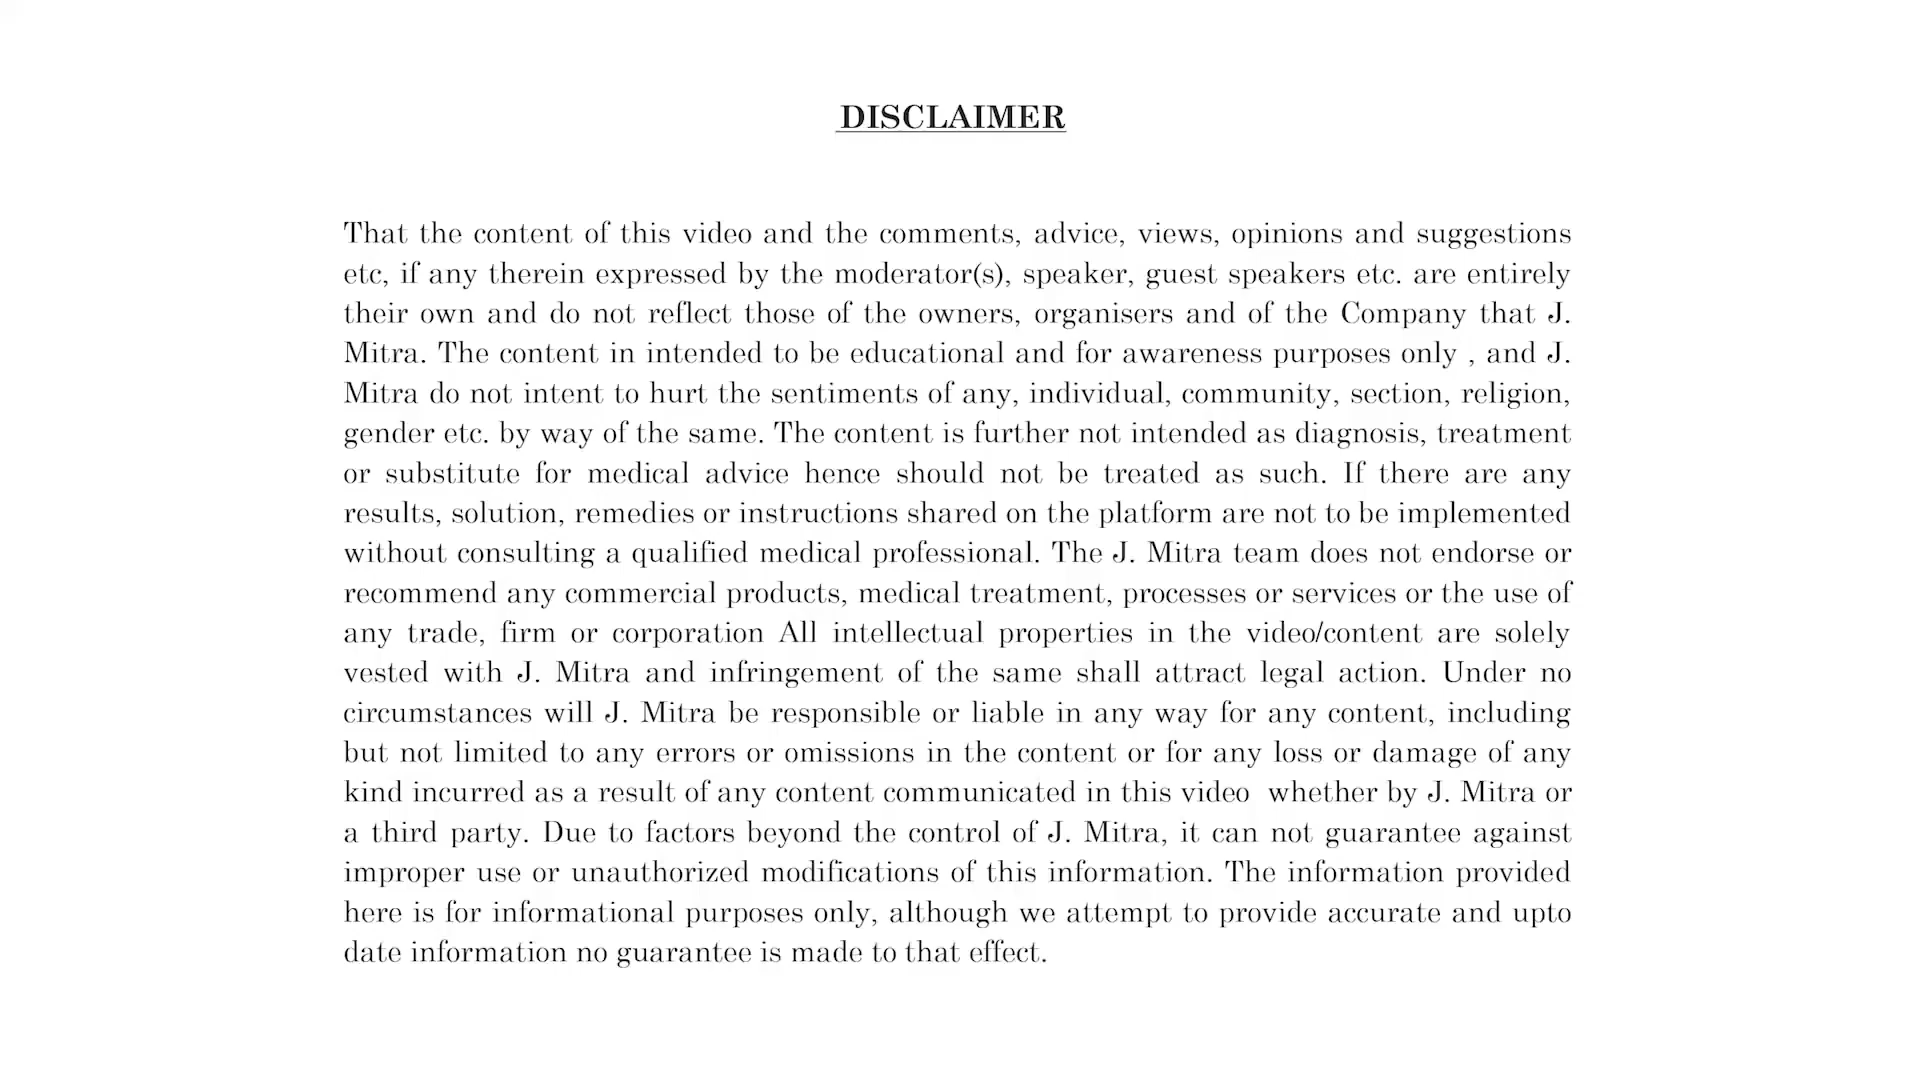 DISCLAIMER
That the content of this video and the comments, advice, views, opinions and suggestions
etc, if any therein expressed by the moderator(s), speaker, guest speakers etc. are entirely
their own and do not reflect those of the owners, organisers and of the Company that J.
Mitra. The content in intended to be educational and for awareness purposes only , and J.
Mitra do not intent to hurt the sentiments of any, individual, community, section, religion,
gender etc. by way of the same. The content is further not intended as diagnosis, treatment
or substitute for medical advice hence should not be treated as such. If there are any
results, solution, remedies or instructions shared on the platform are not to be implemented
without consulting a qualified medical professional. The J. Mitra team does not endorse or
recommend any commercial products, medical treatment, processes or services or the use of
any trade, firm or corporation All intellectual properties in the video/content are solely
vested with J. Mitra and infringement of the same shall attract legal action. Under no
circumstances will J. Mitra be responsible or liable in any way for any content, including
but not limited to any errors or omissions in the content or for any loss or damage of any
kind incurred as a result of any content communicated in this video  whether by J. Mitra or
a third party. Due to factors beyond the control of J. Mitra, it can not guarantee against
improper use or unauthorized modifications of this information. The information provided
here is for informational purposes only, although we attempt to provide accurate and upto
date information no guarantee is made to that effect.